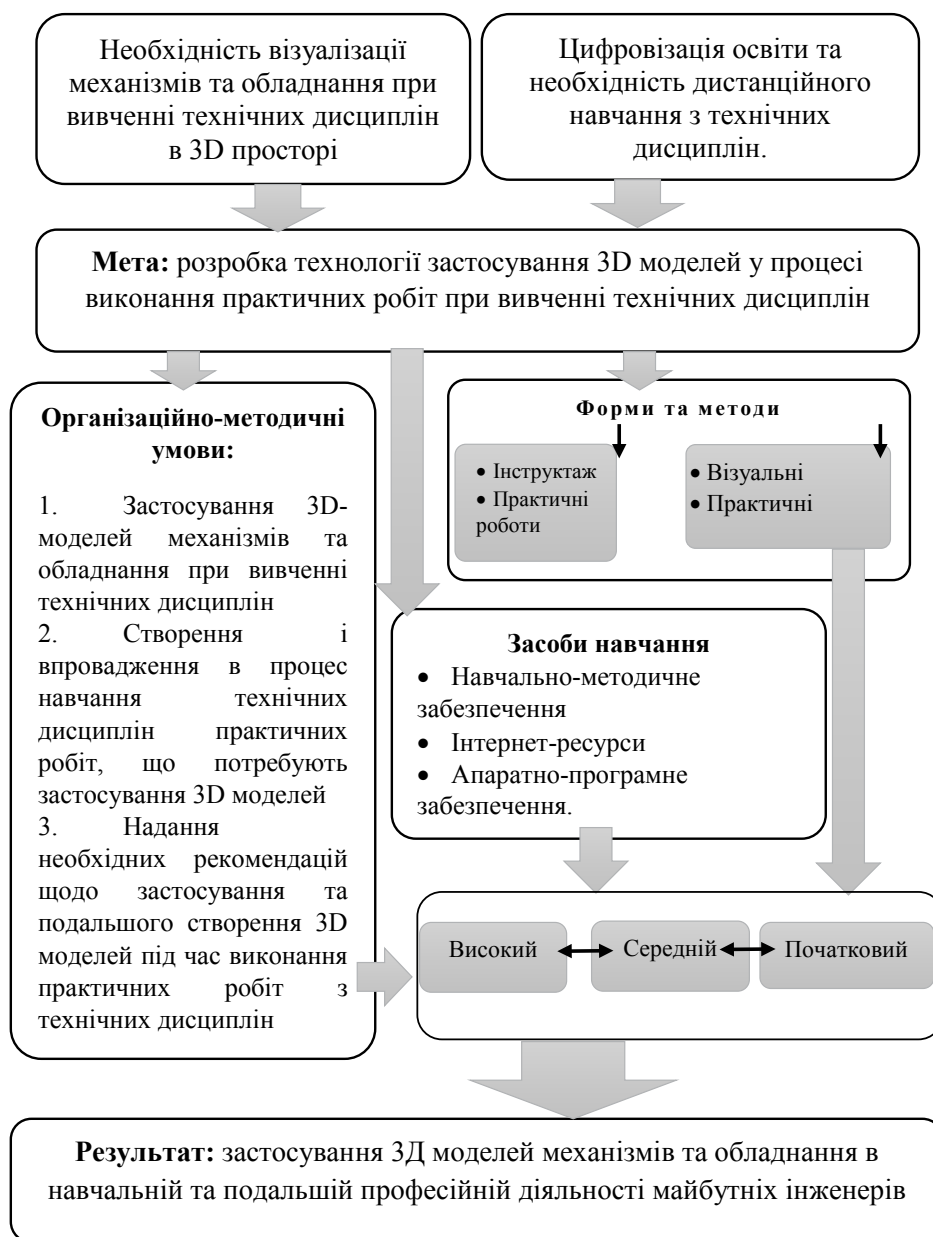 Необхідність візуалізації
механізмів та обладнання при
вивченні технічних дисциплін
в 3D просторі
Цифровізація освіти та
необхідність дистанційного
навчання з технічних
дисциплін.
Мета: розробка технології застосування 3D моделей у процесі
виконання практичних робіт при вивченні технічних дисциплін
Організаційно-методичні
умови:
1. Застосування 3D-
моделей механізмів та
обладнання при вивченні
технічних дисциплін
2. Створення і
впровадження в процес
навчання технічних
дисциплін практичних
робіт, що потребують
застосування 3D моделей
3. Надання
необхідних рекомендацій
щодо застосування та
подальшого створення 3D
моделей під час виконання
практичних робіт з
технічних дисциплін
Форми та методи
• Інструктаж
• Практичні
роботи
• Візуальні
• Практичні
Засоби навчання
• Навчально-методичне
забезпечення
• Інтернет-ресурси
• Апаратно-програмне
забезпечення.
Високий
Середній
Початковий
Результат: застосування 3Д моделей механізмів та обладнання в
навчальній та подальшій професійній діяльності майбутніх інженерів